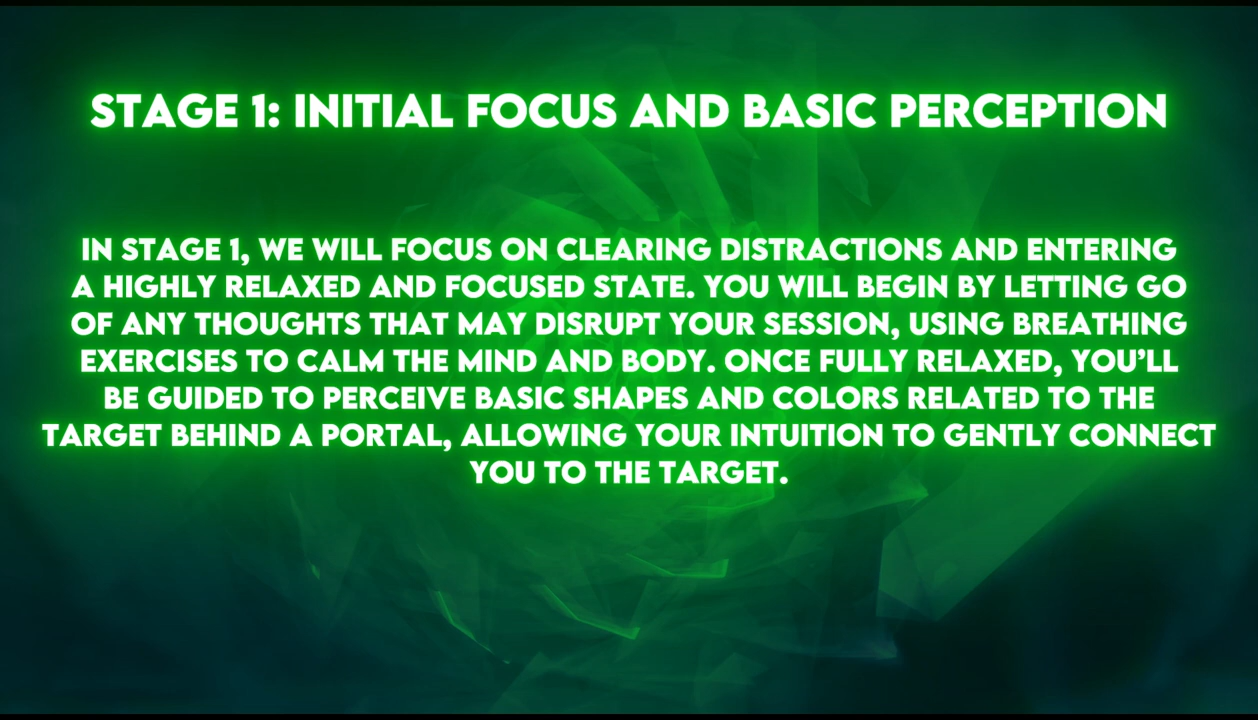 STAGE 1: INITIAL FOCUS AND BASIC PERCEPTION
IN STAGE 1, WE WILL FOCUS ON CLEARING DISTRACTIONS AND ENTERING
A HIGHLY RELAXED AND FOCUSED STATE. YOU WILL BEGIN BY LETTING GO
OF ANY THOUGHTS THAT MAY DISRUPT YOUR SESSION, USING BREATHING
EXERCISES TO CALM THE MIND AND BODY. ONCE FULLY RELAXED, YOU’LL
BE GUIDED TO PERCEIVE BASIC SHAPES AND COLORS RELATED TO THE
TARGET BEHIND A PORTAL, ALLOWING YOUR INTUITION TO GENTLY CONNECT
YOU TO THE TARGET.